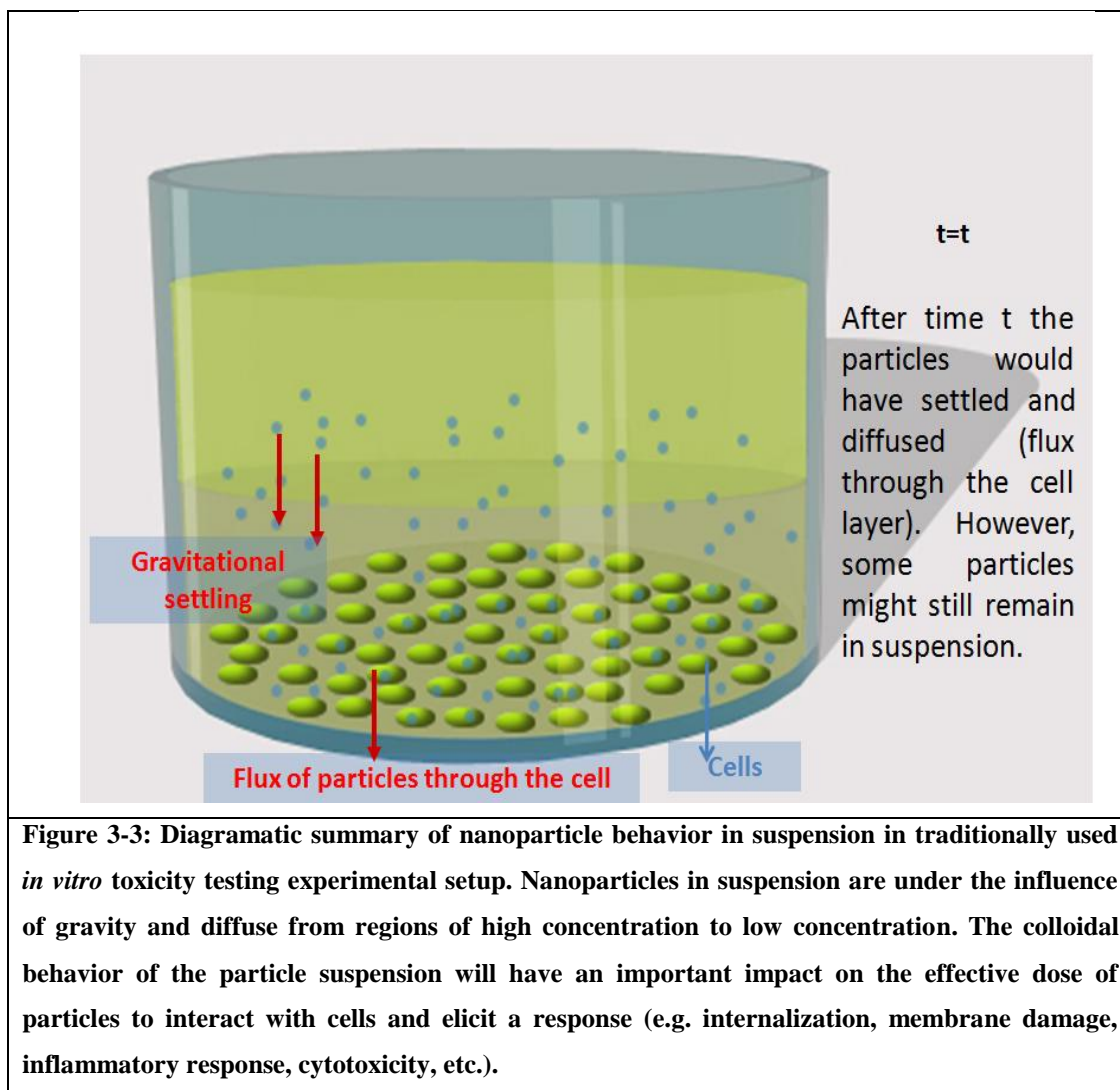 t=t
After time t the
particles would
have settled and
diffused (flux
through the cell
layer). However,
some particles
might still remain
in suspension.
Gravitational
settling
Flux of particles through the cell
Cells
Figure 3-3: Diagramatic summary of nanoparticle behavior in suspension in traditionally used
in vitro toxicity testing experimental setup. Nanoparticles in suspension are under the influence
of gravity and diffuse from regions of high concentration to low concentration. The colloidal
behavior of the particle suspension will have an important impact on the effective dose of
particles to interact with cells and elicit a response (e.g. internalization, membrane damage,
inflammatory response, cytotoxicity, etc.).